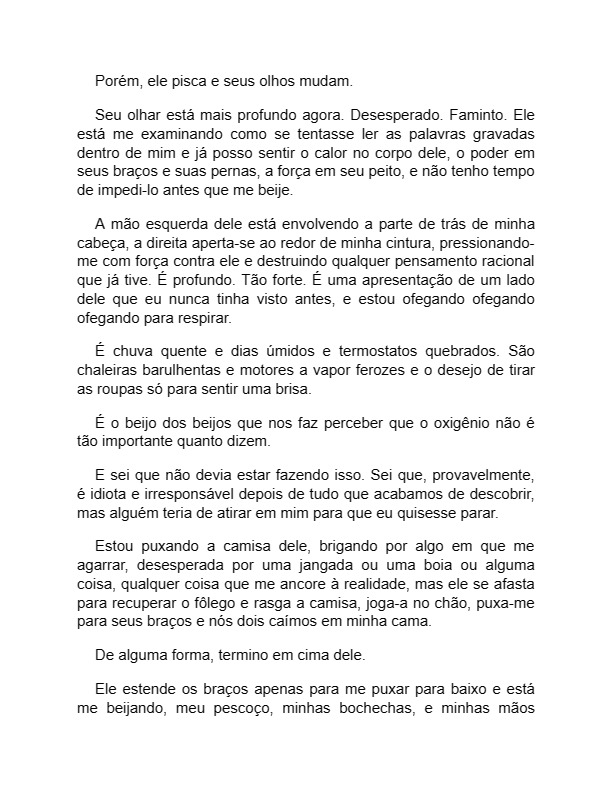 Porém, ele pisca e seus olhos mudam.
Seu olhar está mais profundo agora. Desesperado. Faminto. Ele
está me examinando como se tentasse ler as palavras gravadas
dentro de mim e já posso sentir o calor no corpo dele, o poder em
seus braços e suas pernas, a força em seu peito, e não tenho tempo
de impedi-lo antes que me beije.
A mão esquerda dele está envolvendo a parte de trás de minha
cabeça, a direita aperta-se ao redor de minha cintura, pressionando-
me com força contra ele e destruindo qualquer pensamento racional
que já tive. É profundo. Tão forte. É uma apresentação de um lado
dele que eu nunca tinha visto antes, e estou ofegando ofegando
ofegando para respirar.
É chuva quente e dias úmidos e termostatos quebrados. São
chaleiras barulhentas e motores a vapor ferozes e o desejo de tirar
as roupas só para sentir uma brisa.
É o beijo dos beijos que nos faz perceber que o oxigênio não é
tão importante quanto dizem.
E sei que não devia estar fazendo isso. Sei que, provavelmente,
é idiota e irresponsável depois de tudo que acabamos de descobrir,
mas alguém teria de atirar em mim para que eu quisesse parar.
Estou puxando a camisa dele, brigando por algo em que me
agarrar, desesperada por uma jangada ou uma boia ou alguma
coisa, qualquer coisa que me ancore à realidade, mas ele se afasta
para recuperar o fôlego e rasga a camisa, joga-a no chão, puxa-me
para seus braços e nós dois caímos em minha cama.
De alguma forma, termino em cima dele.
Ele estende os braços apenas para me puxar para baixo e está
me beijando, meu pescoço, minhas bochechas, e minhas mãos